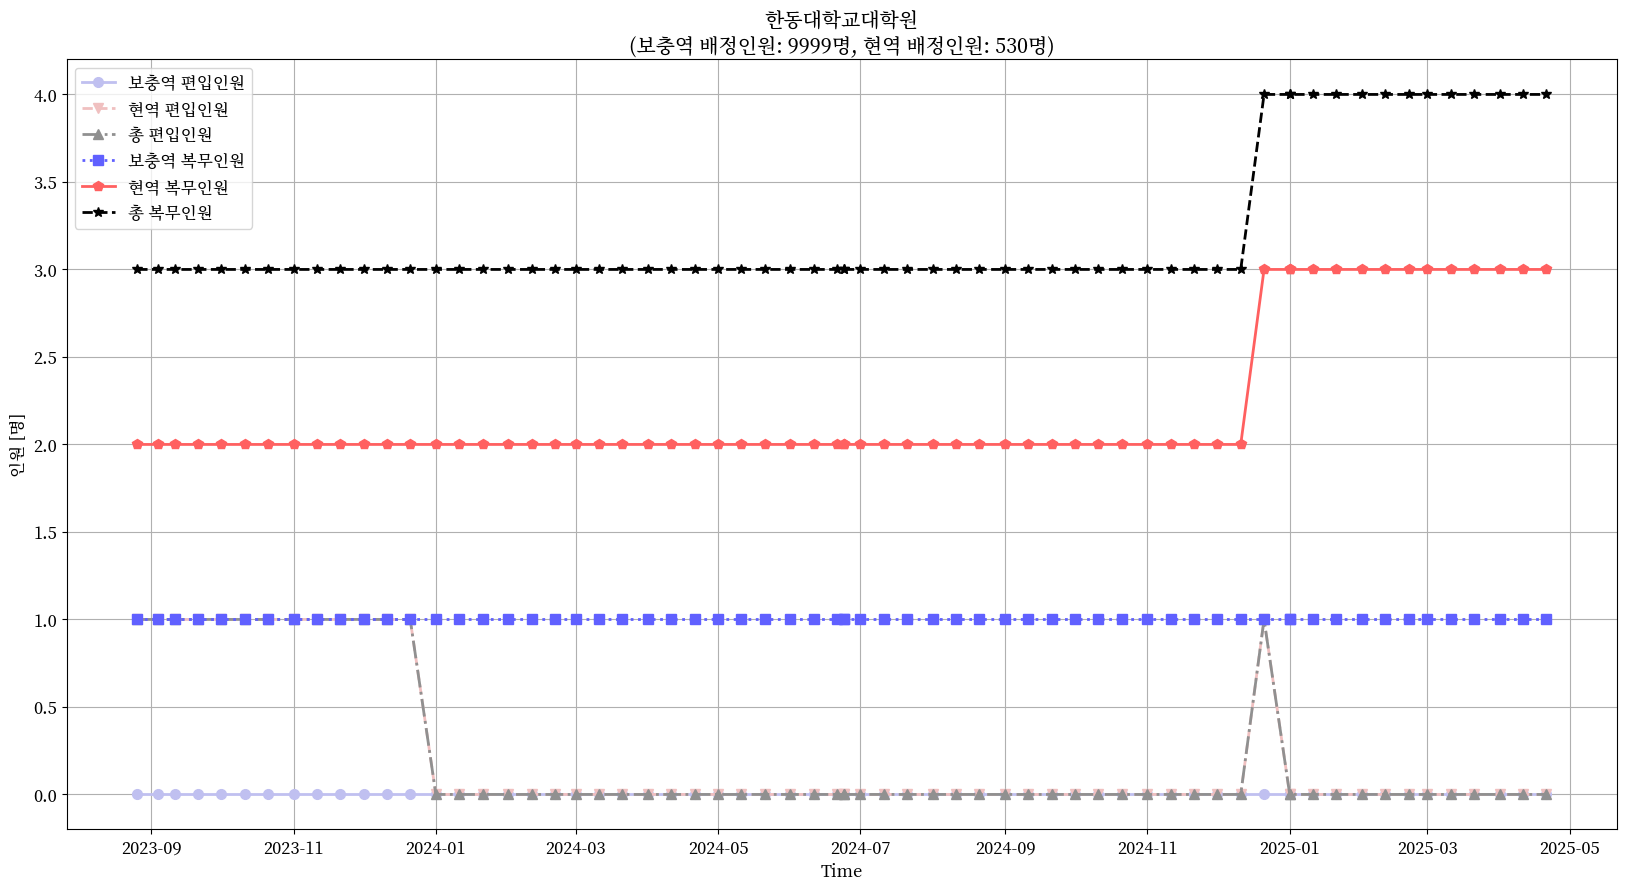 한동대학교대학원
(보충역 배정인원: 9999명, 현역 배정인원: 530명)
보충역 편입인원
현역 편입인원
총 편입인원
보충역 복무인원
현역 복무인원
총 복무인원
4.0
3.5
3.0
2.5
2.0
1.5
1.0
0.5
0.0
인원 [명]
2023-09
2023-11
2024-01
2024-03
2024-05
2024-07
2024-09
2024-11
2025-01
2025-03
2025-05
Time